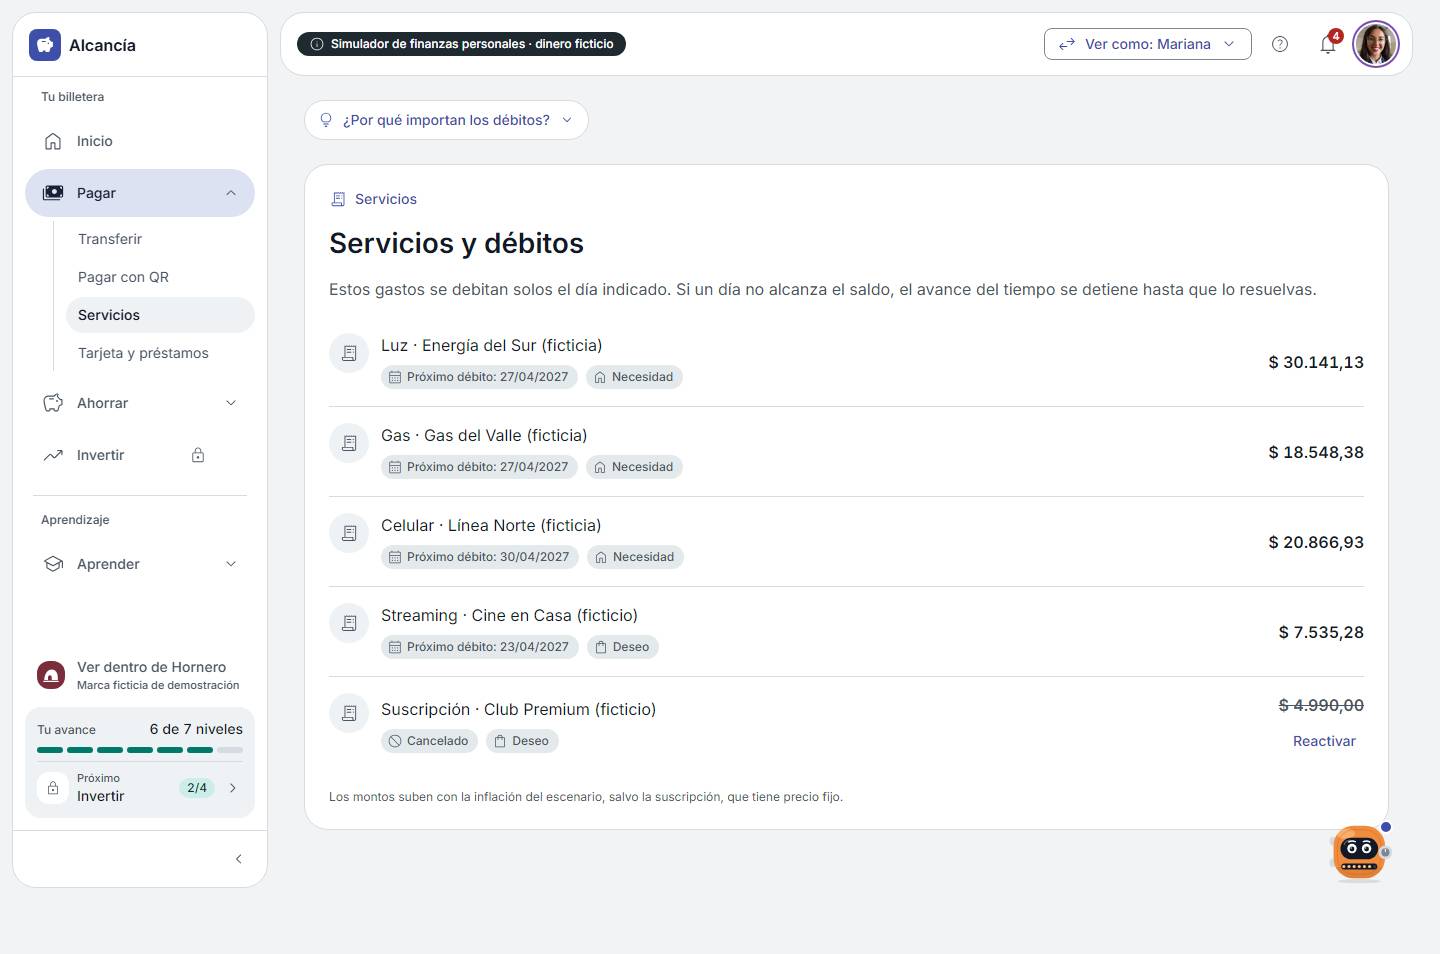 Alcancía
Simulador de finanzas personales · dinero ficticio
Ver como: Mariana
4
Tu billetera
Inicio
Pagar
Transferir
Pagar con QR
Servicios
Tarjeta y préstamos
Ahorrar
Invertir
Aprendizaje
Aprender
Ver dentro de Hornero
Marca ficticia de demostración
Tu avance 6 de 7 niveles
Próximo
Invertir
2/4
¿Por qué importan los débitos?
Servicios
Servicios y débitos
Estos gastos se debitan solos el día indicado. Si un día no alcanza el saldo, el avance del tiempo se detiene hasta que lo resuelvas.
Luz · Energía del Sur (ficticia)
Próximo débito: 27/04/2027 Necesidad
$ 30.141,13
Gas · Gas del Valle (ficticia)
Próximo débito: 27/04/2027 Necesidad
$ 18.548,38
Celular · Línea Norte (ficticia)
Próximo débito: 30/04/2027 Necesidad
$ 20.866,93
Streaming · Cine en Casa (ficticio)
Próximo débito: 23/04/2027 Deseo
$ 7.535,28
Suscripción · Club Premium (ficticio)
Cancelado Deseo
$ 4.990,00
Reactivar
Los montos suben con la inflación del escenario, salvo la suscripción, que tiene precio fijo.